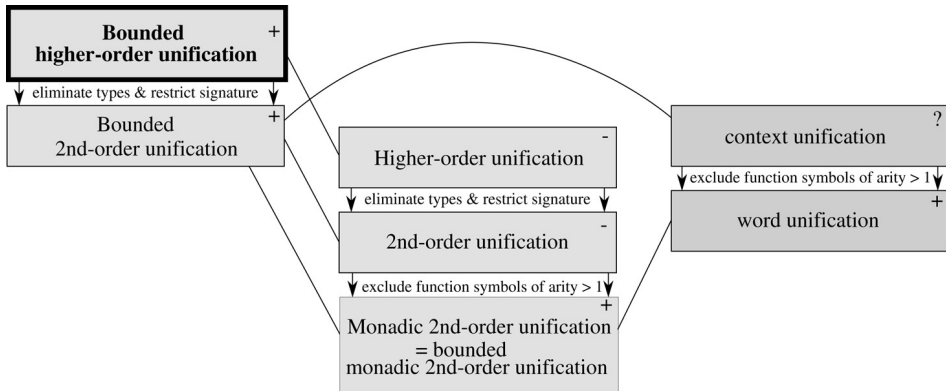 Bounded
higher-order unification
+
eliminate types & restrict signature
Bounded
2nd-order unification
+
Higher-order unification
-
eliminate types & restrict signature
2nd-order unification
-
exclude function symbols of arity > 1
Monadic 2nd-order unification
= bounded
monadic 2nd-order unification
+
context unification
?
exclude function symbols of arity > 1
word unification
+